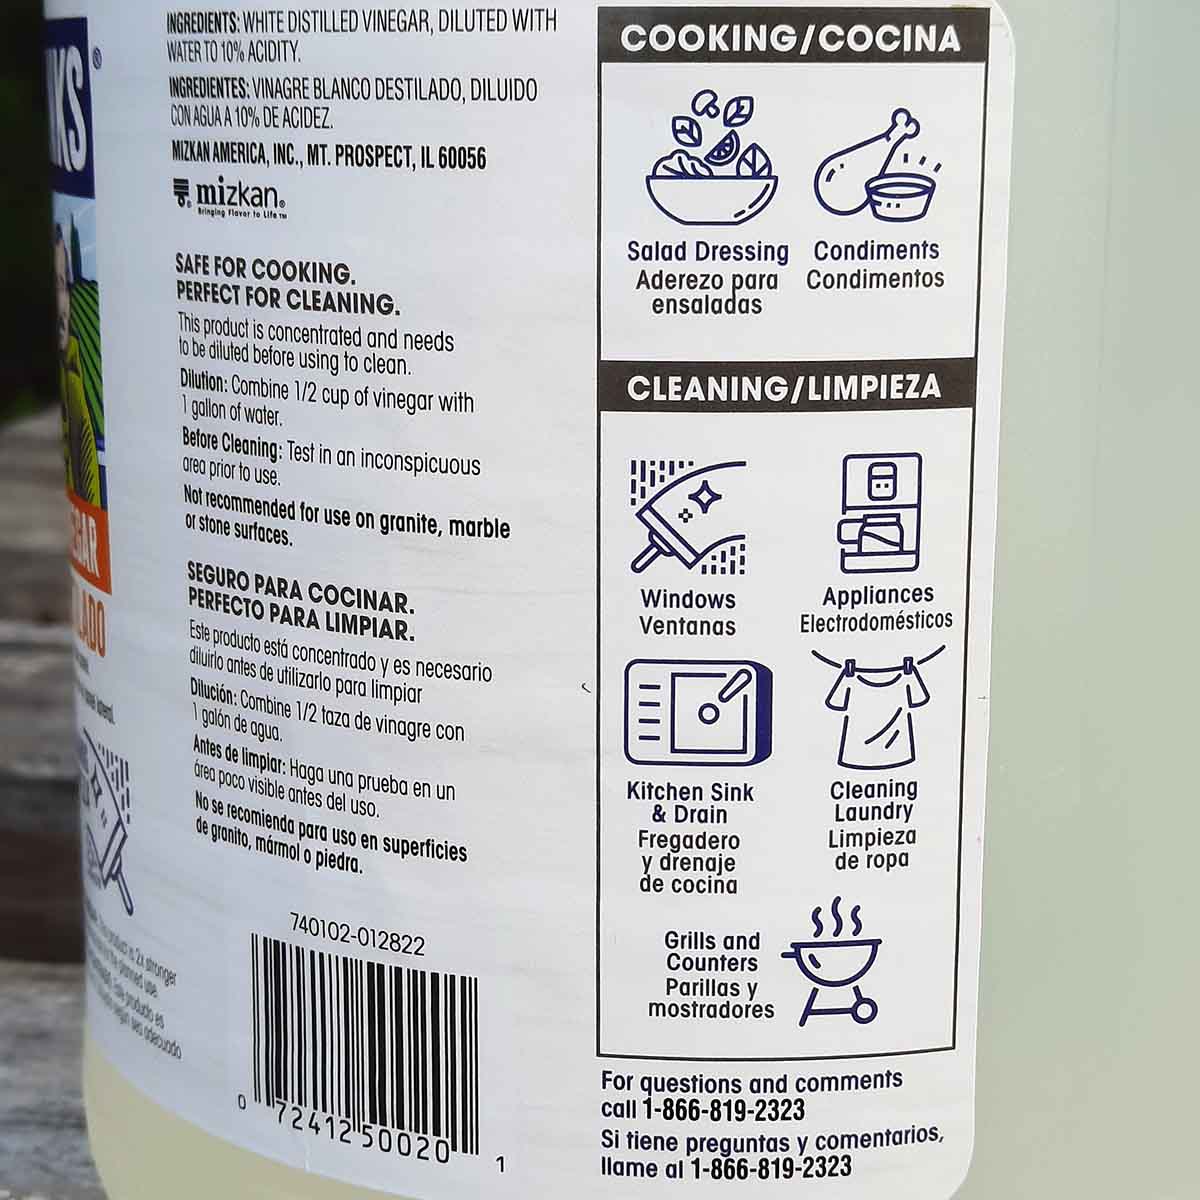 INGREDIENTS: WHITE DISTILLED VINEGAR, DILUTED WITH
WATER TO 10% ACIDITY.
INGREDIENTES: VINAGRE BLANCO DESTILADO, DILUIDO
CON AGUA A 10% DE ACIDEZ.
MIZKAN AMERICA, INC., MT. PROSPECT, IL 60056
mizkan®
Bringing Flavor to Life™
SAFE FOR COOKING.
PERFECT FOR CLEANING.
This product is concentrated and needs
to be diluted before using to clean.
Dilution: Combine 1/2 cup of vinegar with
1 gallon of water.
Before Cleaning: Test in an inconspicuous
area prior to use.
Not recommended for use on granite, marble
or stone surfaces.
SEGURO PARA COCINAR.
PERFECTO PARA LIMPIAR.
Este producto está concentrado y es necesario
diluirlo antes de utilizarlo para limpiar
Dilución: Combine 1/2 taza de vinagre con
1 galón de agua.
Antes de limpiar: Haga una prueba en un
área poco visible antes del uso.
No se recomienda para uso en superficies
de granito, mármol o piedra.
740102-012822
0 72412 50020 1
COOKING/COCINA
Salad Dressing
Aderezo para
ensaladas
Condiments
Condimentos
CLEANING/LIMPIEZA
Windows
Ventanas
Appliances
Electrodomésticos
Kitchen Sink
& Drain
Fregadero
y drenaje
de cocina
Cleaning
Laundry
Limpieza
de ropa
Grills and
Counters
Parillas y
mostradores
For questions and comments
call 1-866-819-2323
Si tiene preguntas y comentarios,
llame al 1-866-819-2323
product is 2x stronger